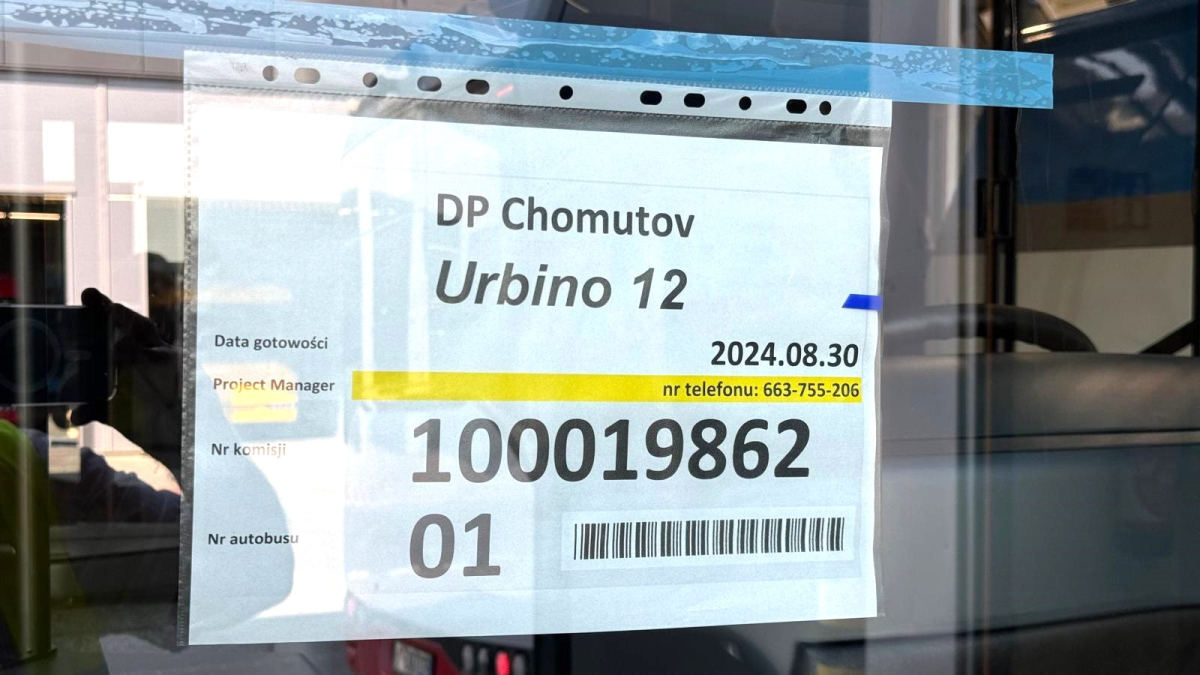 DP Chomutov
Urbino 12
Data gotowości 2024.08.30
Project Manager nr telefonu: 663-755-206
Nr komisji 100019862
Nr autobusu 01